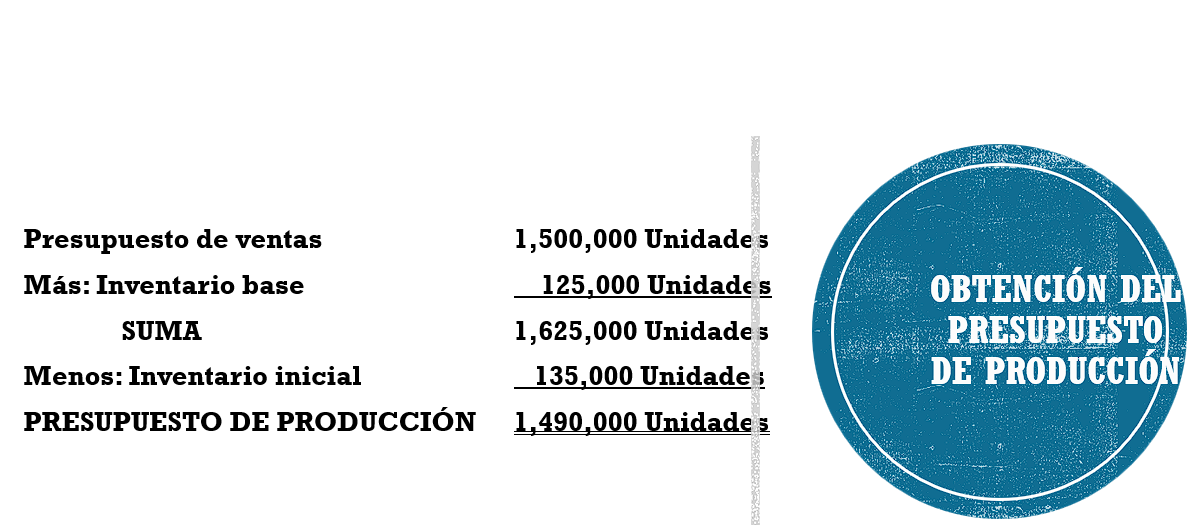 Presupuesto de ventas 1,500,000 Unidades
Más: Inventario base 125,000 Unidades
SUMA 1,625,000 Unidades
Menos: Inventario inicial 135,000 Unidades
PRESUPUESTO DE PRODUCCIÓN 1,490,000 Unidades
OBTENCIÓN DEL
PRESUPUESTO
DE PRODUCCIÓN